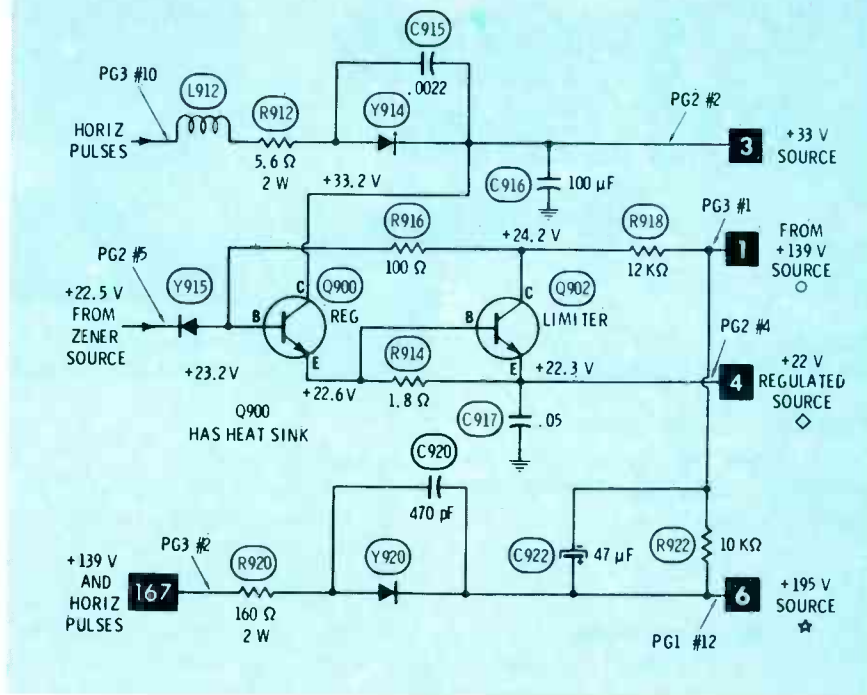 C915
.0022
PG3 #10
L912
R912
Y914
PG2 #2
HORIZ
PULSES
5.6 Ω
2 W
3
+33 V
SOURCE
+33.2 V
C916
100 µF
R916
100 Ω
+24.2 V
R918
12 KΩ
PG3 #1
1
FROM
+139 V
SOURCE
○
PG2 #5
+22.5 V
FROM
ZENER
SOURCE
Y915
+23.2 V
C
B
E
Q900
REG
C
B
E
Q902
LIMITER
PG2 #4
+22.6V
R914
1.8 Ω
+22.3 V
4
+22 V
REGULATED
SOURCE
◇
Q900
HAS HEAT SINK
C917
.05
C920
470 pF
PG3 #2
+139 V
AND
HORIZ
PULSES
167
R920
160 Ω
2 W
Y920
C922
47 µF
R922
10 KΩ
6
+195 V
SOURCE
☆
PG1 #12